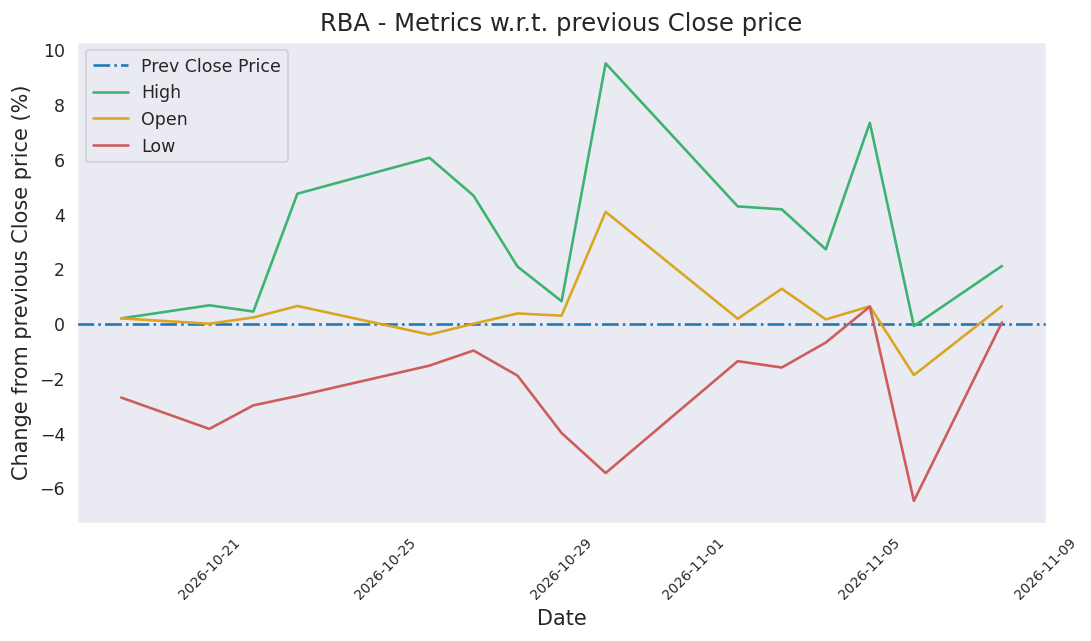 RBA - Metrics w.r.t. previous Close price
Change from previous Close price (%)
10
8
6
4
2
0
−2
−4
−6
Prev Close Price
High
Open
Low
2026-10-21
2026-10-25
2026-10-29
2026-11-01
2026-11-05
2026-11-09
Date